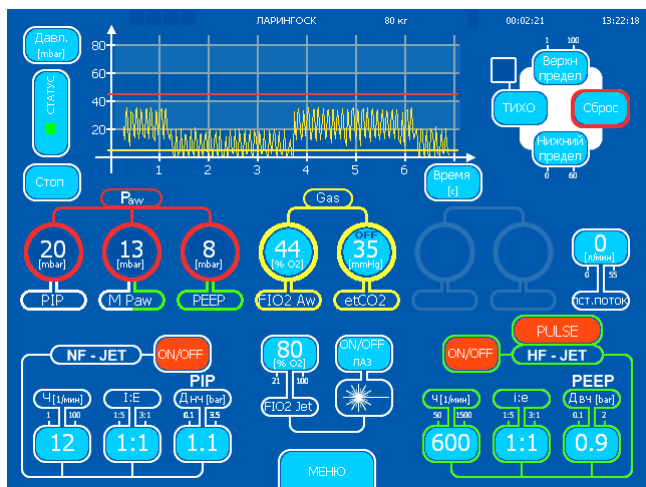 ЛАРИНГОСК 80 кг 00:02:21 13:22:18
Давл.
[mbar]
80
60
40
20
1 2 3 4 5 6
СТАТУС
Стоп
Время
[c]
1 100
Верхн
предел
ТИХО
Сброс
Нижний
предел
0 60
Paw
Gas
20
[mbar]
13
[mbar]
8
[mbar]
44
[% O2]
OFF
35
[mmHg]
0
[л/мин]
0 55
PIP
M Paw
PEEP
FIO2 Aw
etCO2
ПСТ.ПОТОК
NF - JET
ON/OFF
PIP
Ч [1/мин]
I:E
Д НЧ [bar]
1 100
1:5 3:1
0.1 3.5
12
1:1
1.1
80
[% O2]
21 100
FIO2 Jet
ON/OFF
ЛАЗ
МЕНЮ
PULSE
ON/OFF
HF - JET
PEEP
Ч [1/мин]
i:e
Д ВЧ [bar]
50 1500
1:5 3:1
0.1 2
600
1:1
0.9